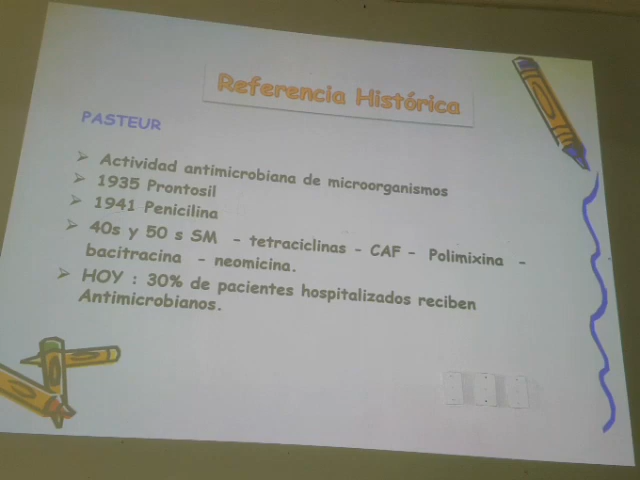 Referencia Histórica
PASTEUR
➢ Actividad antimicrobiana de microorganismos
➢ 1935 Prontosil
➢ 1941 Penicilina
➢ 40s y 50 s SM - tetraciclinas - CAF - Polimixina -
bacitracina - neomicina.
➢ HOY : 30% de pacientes hospitalizados reciben
Antimicrobianos.